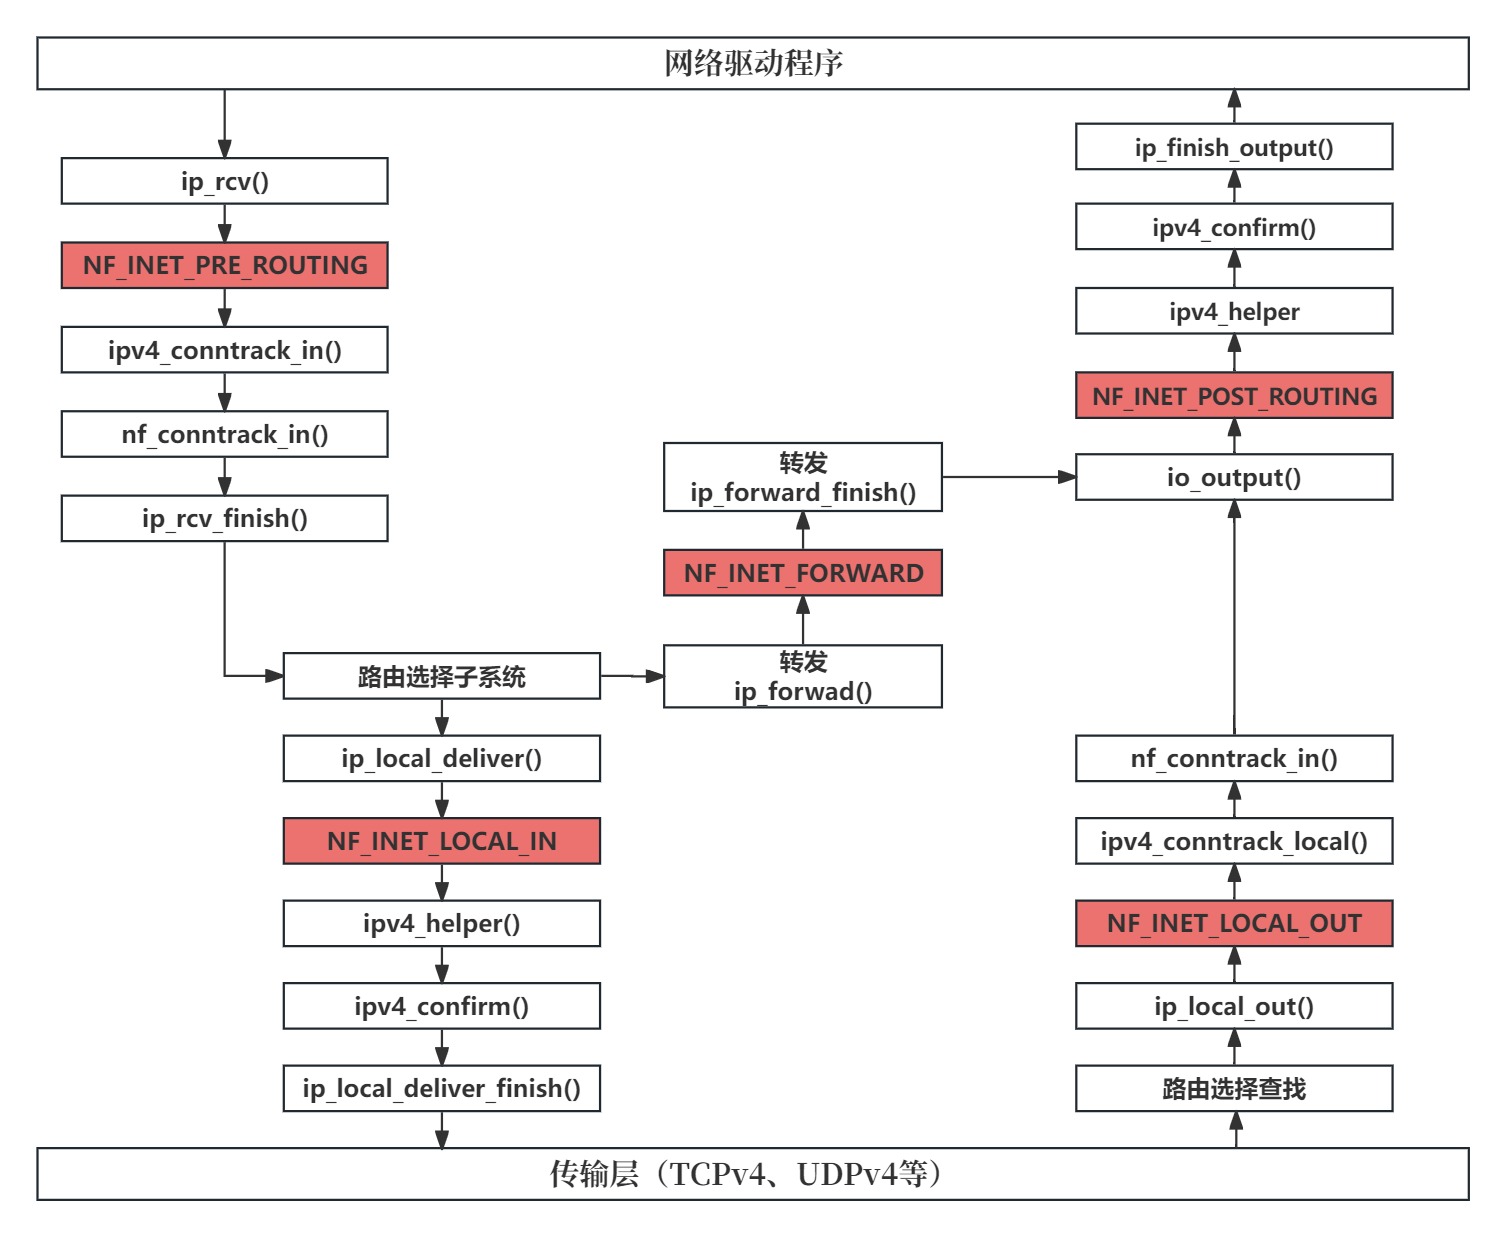 网络驱动程序
ip_rcv()
NF_INET_PRE_ROUTING
ipv4_conntrack_in()
nf_conntrack_in()
ip_rcv_finish()
路由选择子系统
ip_local_deliver()
NF_INET_LOCAL_IN
ipv4_helper()
ipv4_confirm()
ip_local_deliver_finish()
转发
ip_forward_finish()
NF_INET_FORWARD
转发
ip_forwad()
ip_finish_output()
ipv4_confirm()
ipv4_helper
NF_INET_POST_ROUTING
io_output()
nf_conntrack_in()
ipv4_conntrack_local()
NF_INET_LOCAL_OUT
ip_local_out()
路由选择查找
传输层（TCPv4、UDPv4等）